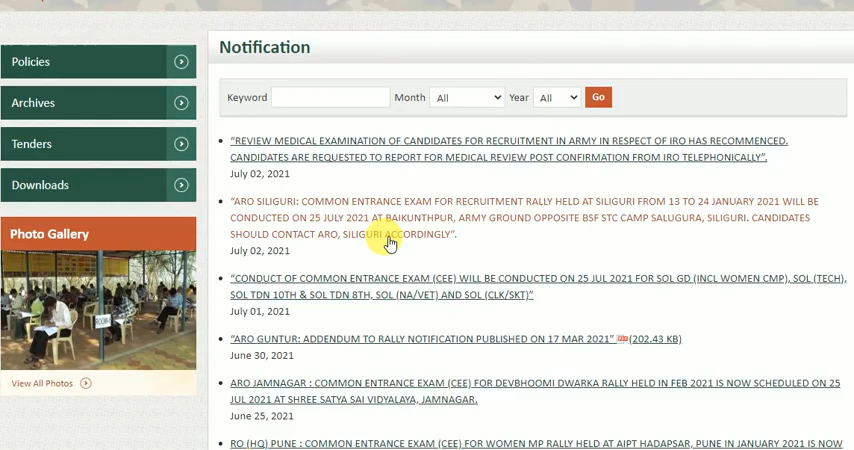 Notification
Policies
Archives
Tenders
Downloads
Photo Gallery
View All Photos
Keyword Month All Year All Go
“REVIEW MEDICAL EXAMINATION OF CANDIDATES FOR RECRUITMENT IN ARMY IN RESPECT OF IRO HAS RECOMMENCED.
CANDIDATES ARE REQUESTED TO REPORT FOR MEDICAL REVIEW POST CONFIRMATION FROM IRO TELEPHONICALLY”.
July 02, 2021
“ARO SILIGURI: COMMON ENTRANCE EXAM FOR RECRUITMENT RALLY HELD AT SILIGURI FROM 13 TO 24 JANUARY 2021 WILL BE
CONDUCTED ON 25 JULY 2021 AT BAIKUNTHPUR, ARMY GROUND OPPOSITE BSF STC CAMP SALUGURA, SILIGURI. CANDIDATES
SHOULD CONTACT ARO, SILIGURI ACCORDINGLY”.
July 02, 2021
“CONDUCT OF COMMON ENTRANCE EXAM (CEE) WILL BE CONDUCTED ON 25 JUL 2021 FOR SOL GD (INCL WOMEN CMP), SOL (TECH),
SOL TDN 10TH & SOL TDN 8TH, SOL (NA/VET) AND SOL (CLK/SKT)”
July 01, 2021
“ARO GUNTUR: ADDENDUM TO RALLY NOTIFICATION PUBLISHED ON 17 MAR 2021” (202.43 KB)
June 30, 2021
ARO JAMNAGAR : COMMON ENTRANCE EXAM (CEE) FOR DEVBHOOMI DWARKA RALLY HELD IN FEB 2021 IS NOW SCHEDULED ON 25
JUL 2021 AT SHREE SATYA SAI VIDYALAYA, JAMNAGAR.
June 25, 2021
RO (HQ) PUNE : COMMON ENTRANCE EXAM (CEE) FOR WOMEN MP RALLY HELD AT AIPT HADAPSAR, PUNE IN JANUARY 2021 IS NOW